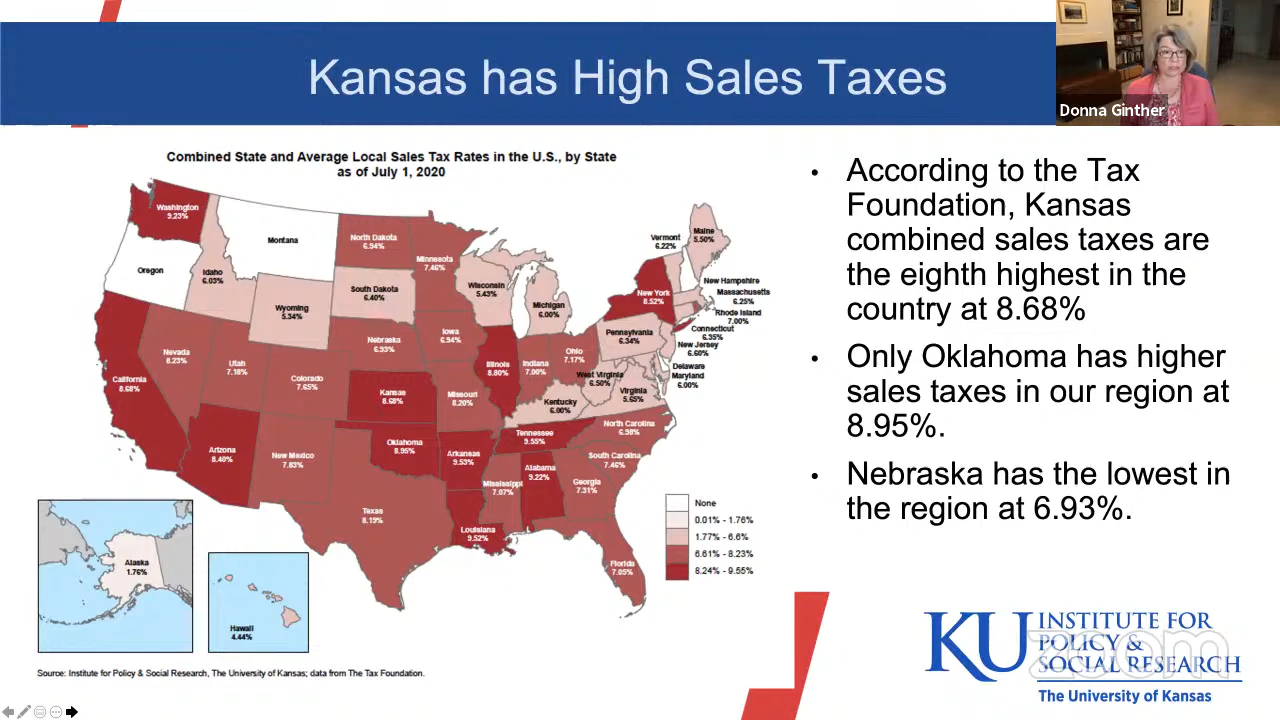 Kansas has High Sales Taxes
Donna Ginther
Combined State and Average Local Sales Tax Rates in the U.S., by State
as of July 1, 2020
Washington
9.23%
Oregon
Montana
Idaho
6.03%
Wyoming
5.34%
North Dakota
6.94%
South Dakota
6.40%
Minnesota
7.46%
Wisconsin
5.43%
Michigan
6.00%
Vermont
6.22%
Maine
5.50%
New Hampshire
Massachusetts
6.25%
Rhode Island
7.00%
Connecticut
6.35%
New Jersey
6.60%
Delaware
Maryland
6.00%
New York
8.52%
Pennsylvania
6.34%
California
8.68%
Nevada
8.23%
Utah
7.18%
Colorado
7.65%
Nebraska
6.93%
Iowa
6.94%
Illinois
8.80%
Indiana
7.00%
Ohio
7.17%
West Virginia
6.50%
Virginia
5.65%
Kentucky
6.00%
Kansas
8.68%
Missouri
8.20%
Arizona
8.40%
New Mexico
7.83%
Oklahoma
8.95%
Arkansas
9.53%
Tennessee
9.55%
North Carolina
6.98%
South Carolina
7.46%
Mississippi
7.07%
Alabama
9.22%
Georgia
7.31%
Texas
8.19%
Louisiana
9.52%
Florida
7.05%
Alaska
1.76%
Hawaii
4.44%
None
0.01% - 1.76%
1.77% - 6.6%
6.61% - 8.23%
8.24% - 9.55%
Source: Institute for Policy & Social Research, The University of Kansas; data from The Tax Foundation.
• According to the Tax
Foundation, Kansas
combined sales taxes are
the eighth highest in the
country at 8.68%
• Only Oklahoma has higher
sales taxes in our region at
8.95%.
• Nebraska has the lowest in
the region at 6.93%.
KU INSTITUTE FOR
POLICY &
SOCIAL RESEARCH
The University of Kansas
zoom